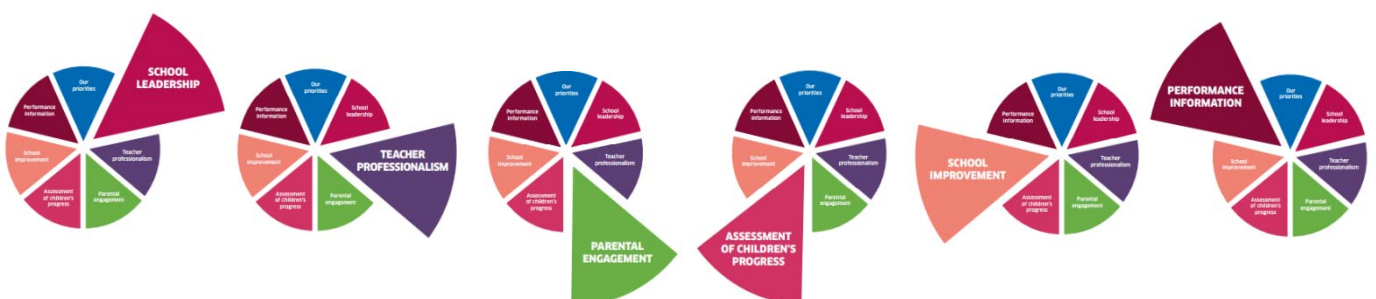 Our
priorities
SCHOOL
LEADERSHIP
Performance
information
School
improvement
Teacher
professionalism
Assessment
of children's
progress
Parental
engagement
Our
priorities
Performance
information
School
leadership
School
improvement
TEACHER
PROFESSIONALISM
Assessment
of children's
progress
Parental
engagement
Our
priorities
Performance
information
School
leadership
School
improvement
Teacher
professionalism
Assessment
of children's
progress
PARENTAL
ENGAGEMENT
Our
priorities
Performance
information
School
leadership
School
improvement
Teacher
professionalism
ASSESSMENT
OF CHILDREN'S
PROGRESS
Parental
engagement
Our
priorities
Performance
information
School
leadership
SCHOOL
IMPROVEMENT
Teacher
professionalism
Assessment
of children's
progress
Parental
engagement
PERFORMANCE
INFORMATION
Our
priorities
School
leadership
School
improvement
Teacher
professionalism
Assessment
of children's
progress
Parental
engagement